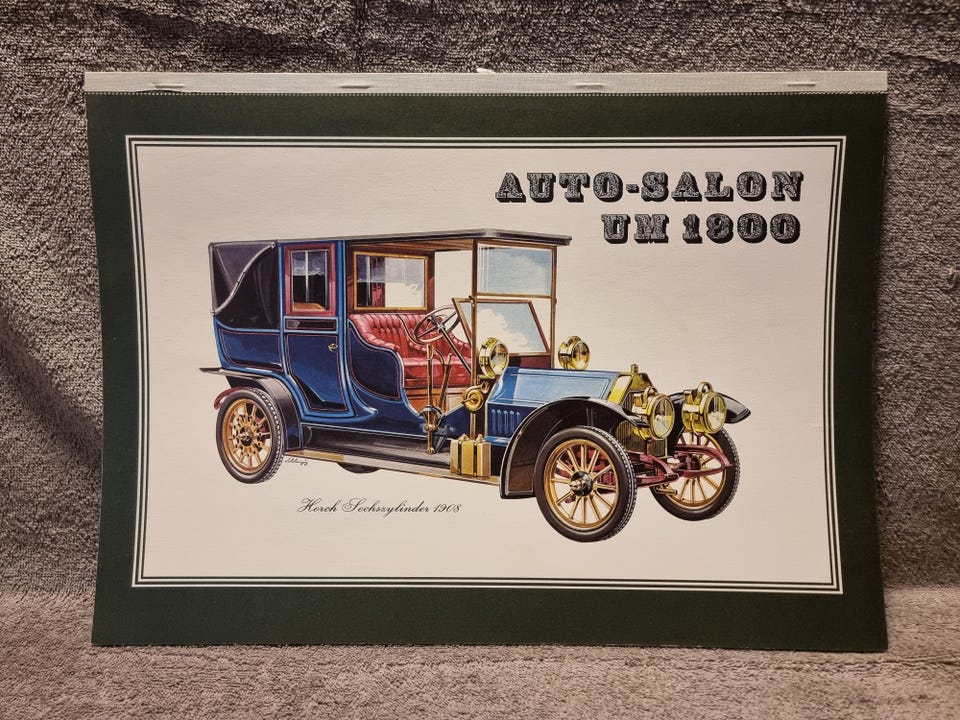 AUTO-SALON
UM 1900
Horch Sechszylinder 1908